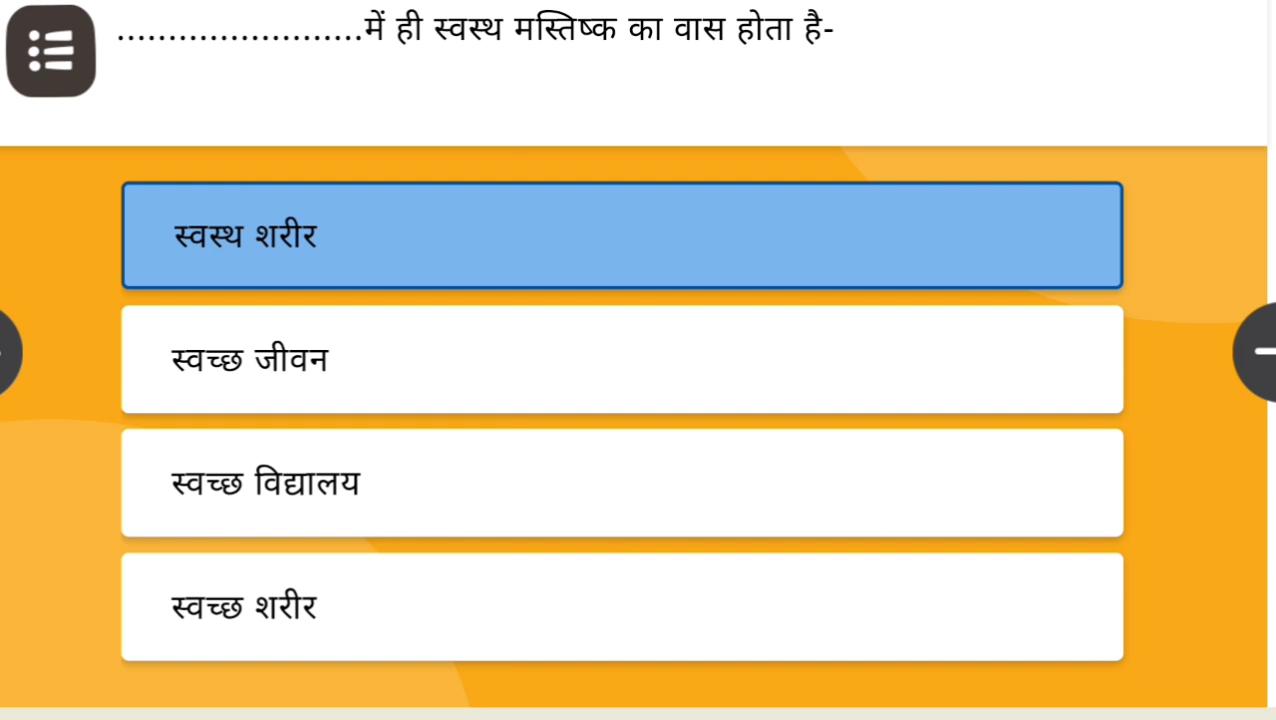 ........................में ही स्वस्थ मस्तिष्क का वास होता है-
स्वस्थ शरीर
स्वच्छ जीवन
स्वच्छ विद्यालय
स्वच्छ शरीर